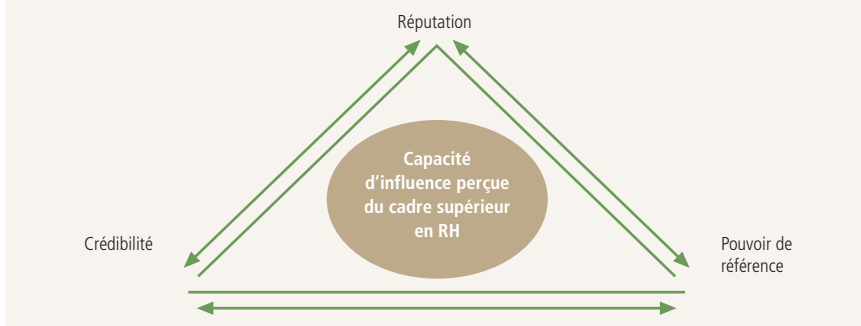 Réputation
Capacité
d’influence perçue
du cadre supérieur
en RH
Crédibilité
Pouvoir de
référence